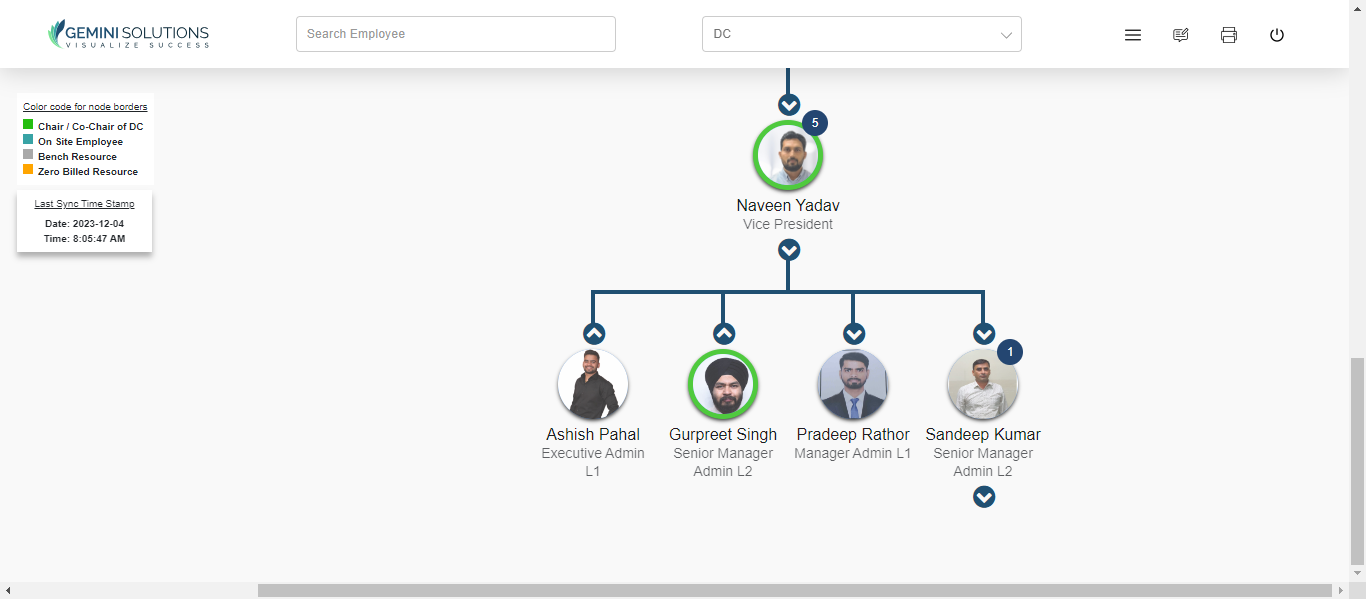 GEMINI SOLUTIONS
VISUALIZE SUCCESS
Search Employee
DC
Color code for node borders
Chair / Co-Chair of DC
On Site Employee
Bench Resource
Zero Billed Resource
Last Sync Time Stamp
Date: 2023-12-04
Time: 8:05:47 AM
5
Naveen Yadav
Vice President
1
Ashish Pahal
Executive Admin
L1
Gurpreet Singh
Senior Manager
Admin L2
Pradeep Rathor
Manager Admin L1
Sandeep Kumar
Senior Manager
Admin L2